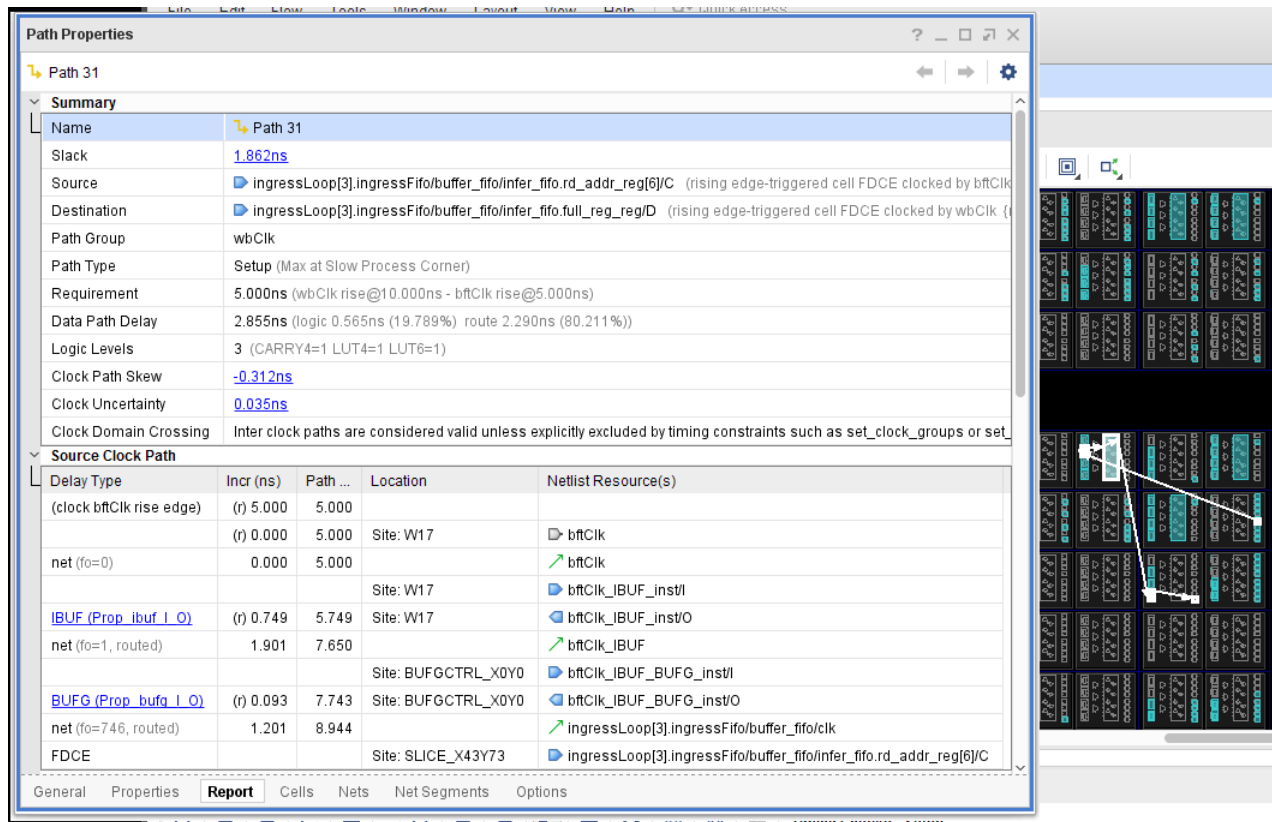 File Edit Flow Tools Window Layout View Help Quick Access
Path Properties
Path 31
Summary
Name Path 31
Slack 1.862ns
Source ingressLoop[3].ingressFifo/buffer_fifo/infer_fifo.rd_addr_reg[6]/C (rising edge-triggered cell FDCE clocked by bftClk
Destination ingressLoop[3].ingressFifo/buffer_fifo/infer_fifo.full_reg_reg/D (rising edge-triggered cell FDCE clocked by wbClk {
Path Group wbClk
Path Type Setup (Max at Slow Process Corner)
Requirement 5.000ns (wbClk rise@10.000ns - bftClk rise@5.000ns)
Data Path Delay 2.855ns (logic 0.565ns (19.789%) route 2.290ns (80.211%))
Logic Levels 3 (CARRY4=1 LUT4=1 LUT6=1)
Clock Path Skew -0.312ns
Clock Uncertainty 0.035ns
Clock Domain Crossing Inter clock paths are considered valid unless explicitly excluded by timing constraints such as set_clock_groups or set_
Source Clock Path
Delay Type Incr (ns) Path ... Location Netlist Resource(s)
(clock bftClk rise edge) (r) 5.000 5.000
(r) 0.000 5.000 Site: W17 bftClk
net (fo=0) 0.000 5.000 bftClk
Site: W17 bftClk_IBUF_inst/I
IBUF (Prop_ibuf_I_O) (r) 0.749 5.749 Site: W17 bftClk_IBUF_inst/O
net (fo=1, routed) 1.901 7.650 bftClk_IBUF
Site: BUFGCTRL_X0Y0 bftClk_IBUF_BUFG_inst/I
BUFG (Prop_bufg_I_O) (r) 0.093 7.743 Site: BUFGCTRL_X0Y0 bftClk_IBUF_BUFG_inst/O
net (fo=746, routed) 1.201 8.944 ingressLoop[3].ingressFifo/buffer_fifo/clk
FDCE Site: SLICE_X43Y73 ingressLoop[3].ingressFifo/buffer_fifo/infer_fifo.rd_addr_reg[6]/C
General Properties Report Cells Nets Net Segments Options